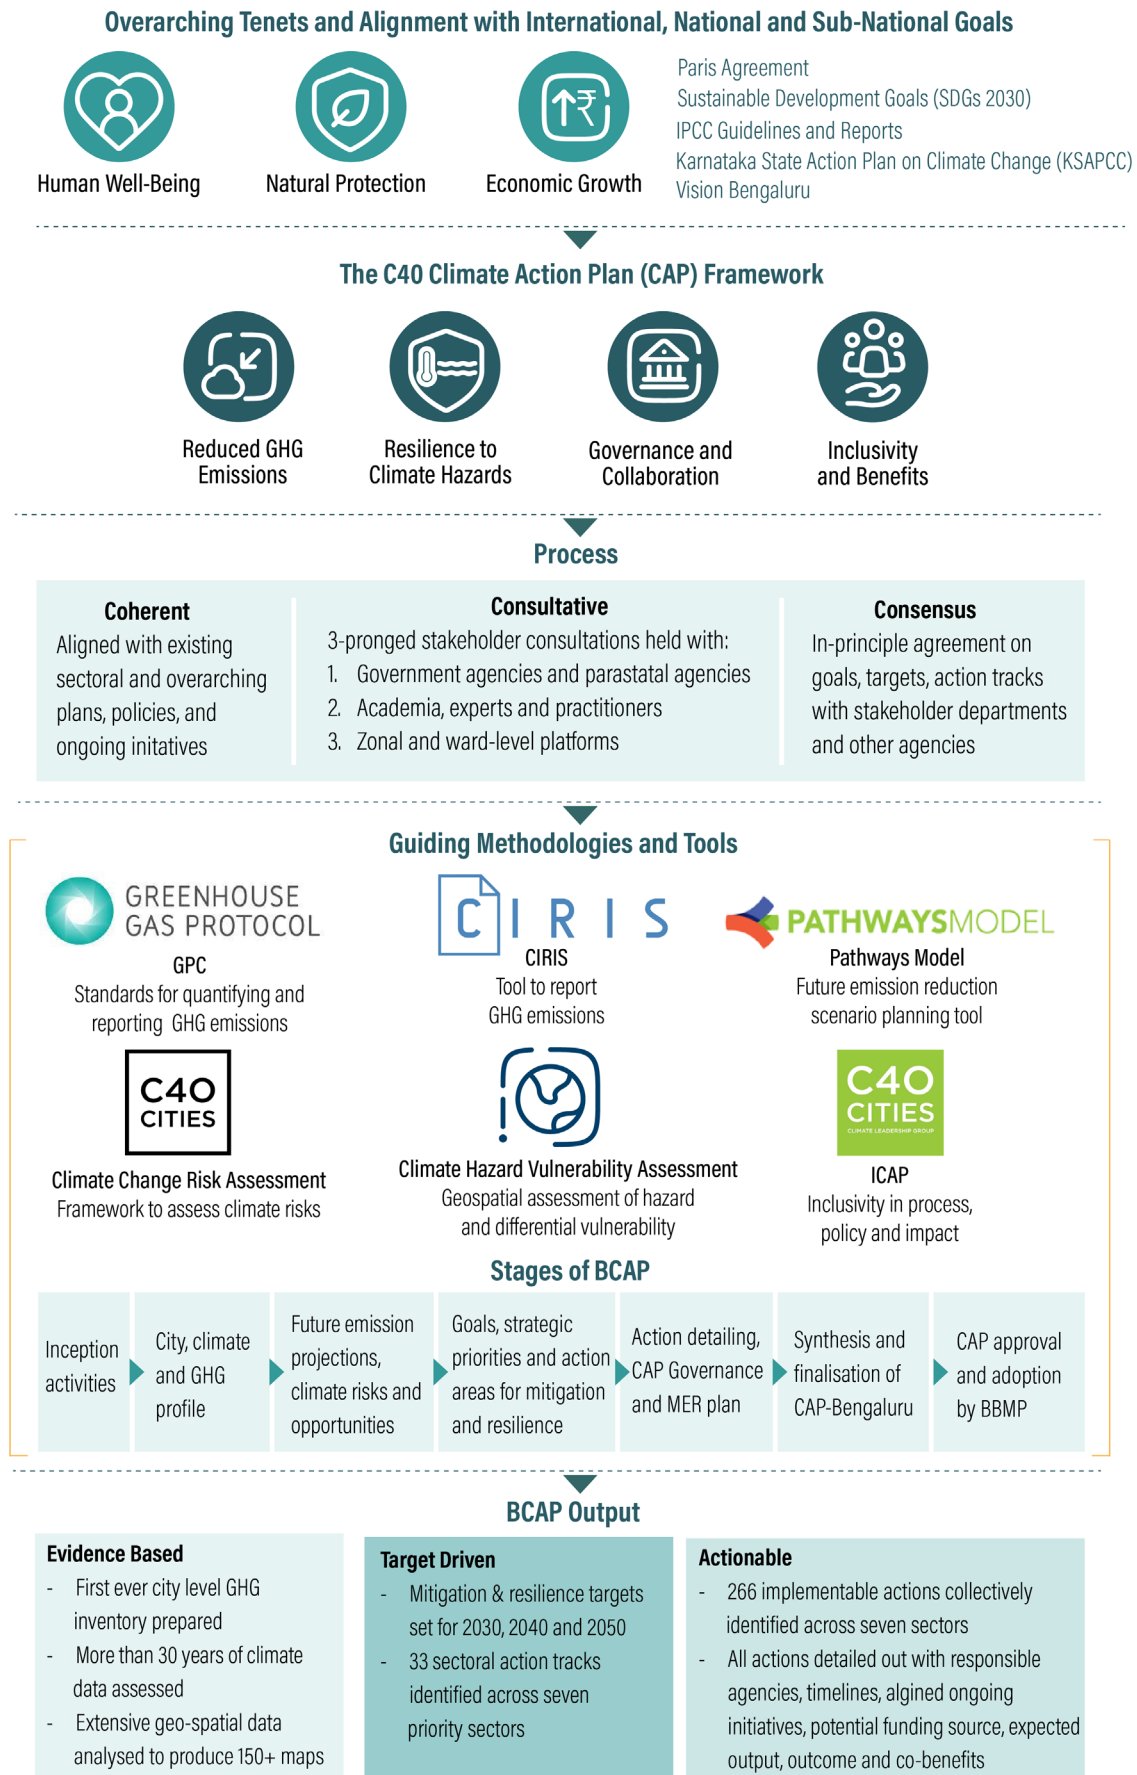 Overarching Tenets and Alignment with International, National and Sub-National Goals
Human Well-Being
Natural Protection
₹
Economic Growth
Paris Agreement
Sustainable Development Goals (SDGs 2030)
IPCC Guidelines and Reports
Karnataka State Action Plan on Climate Change (KSAPCC)
Vision Bengaluru
The C40 Climate Action Plan (CAP) Framework
Reduced GHG
Emissions
Resilience to
Climate Hazards
Governance and
Collaboration
Inclusivity
and Benefits
Process
Coherent
Aligned with existing
sectoral and overarching
plans, policies, and
ongoing initatives
Consultative
3-pronged stakeholder consultations held with:
1. Government agencies and parastatal agencies
2. Academia, experts and practitioners
3. Zonal and ward-level platforms
Consensus
In-principle agreement on
goals, targets, action tracks
with stakeholder departments
and other agencies
Guiding Methodologies and Tools
GREENHOUSE
GAS PROTOCOL
GPC
Standards for quantifying and
reporting GHG emissions
CIRIS
CIRIS
Tool to report
GHG emissions
PATHWAYSMODEL
Pathways Model
Future emission reduction
scenario planning tool
C40
CITIES
Climate Change Risk Assessment
Framework to assess climate risks
Climate Hazard Vulnerability Assessment
Geospatial assessment of hazard
and differential vulnerability
C40
CITIES
CLIMATE LEADERSHIP GROUP
ICAP
Inclusivity in process,
policy and impact
Stages of BCAP
Inception
activities
City, climate
and GHG
profile
Future emission
projections,
climate risks and
opportunities
Goals, strategic
priorities and action
areas for mitigation
and resilience
Action detailing,
CAP Governance
and MER plan
Synthesis and
finalisation of
CAP-Bengaluru
CAP approval
and adoption
by BBMP
BCAP Output
Evidence Based
- First ever city level GHG
inventory prepared
- More than 30 years of climate
data assessed
- Extensive geo-spatial data
analysed to produce 150+ maps
Target Driven
- Mitigation & resilience targets
set for 2030, 2040 and 2050
- 33 sectoral action tracks
identified across seven
priority sectors
Actionable
- 266 implementable actions collectively
identified across seven sectors
- All actions detailed out with responsible
agencies, timelines, algined ongoing
initiatives, potential funding source, expected
output, outcome and co-benefits